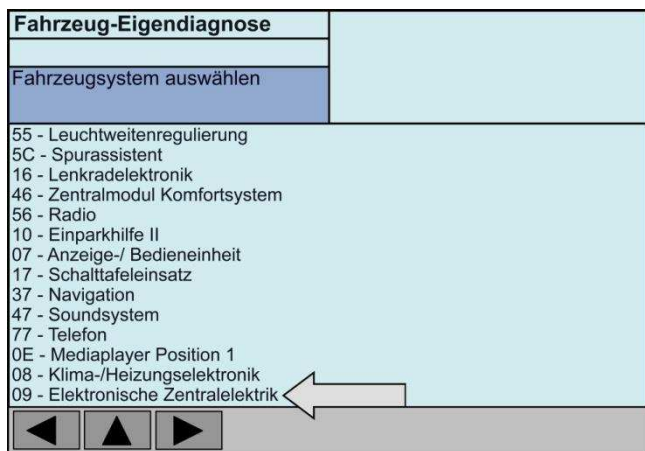 Fahrzeug-Eigendiagnose
Fahrzeugsystem auswählen
55 - Leuchtweitenregulierung
5C - Spurassistent
16 - Lenkradelektronik
46 - Zentralmodul Komfortsystem
56 - Radio
10 - Einparkhilfe II
07 - Anzeige-/ Bedieneinheit
17 - Schalttafeleinsatz
37 - Navigation
47 - Soundsystem
77 - Telefon
0E - Mediaplayer Position 1
08 - Klima-/Heizungselektronik
09 - Elektronische Zentralelektrik